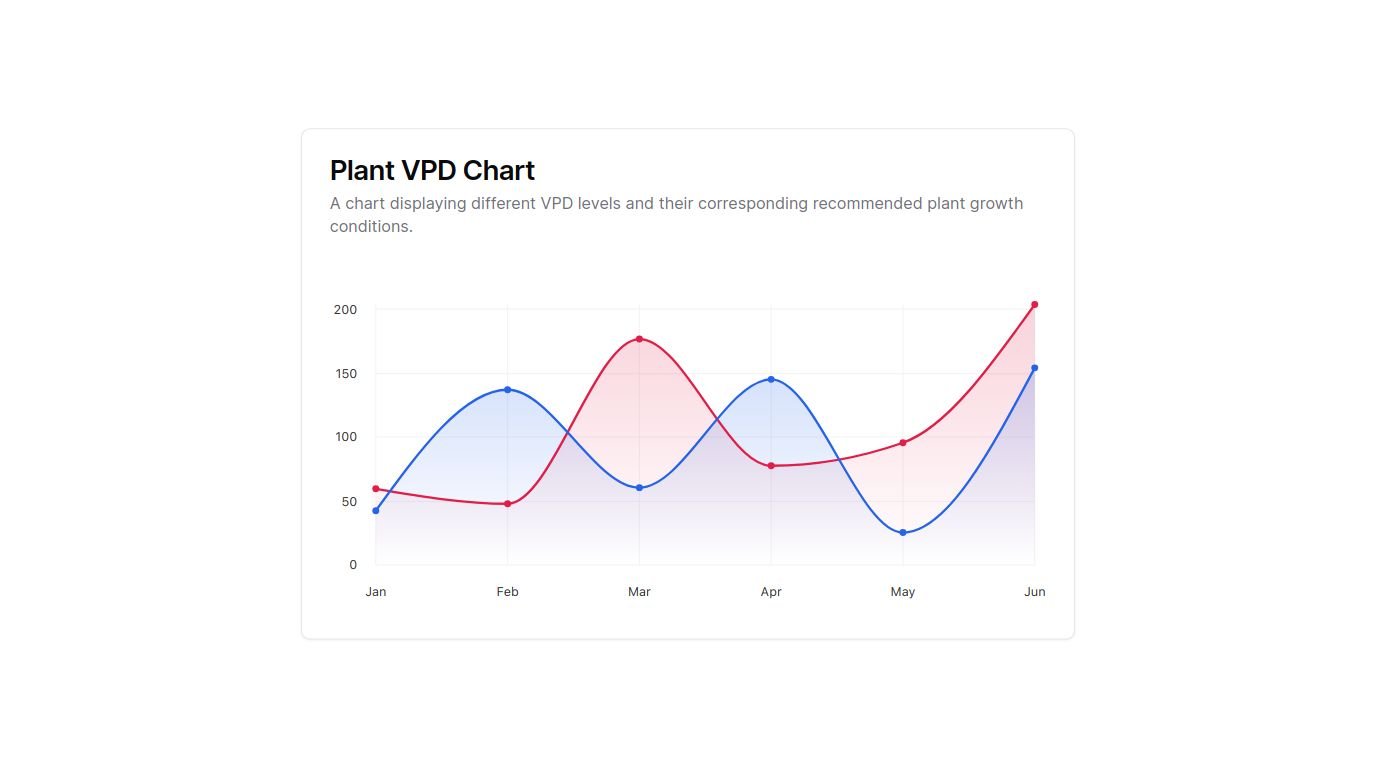 Plant VPD Chart
A chart displaying different VPD levels and their corresponding recommended plant growth
conditions.
200
150
100
50
0
Jan Feb Mar Apr May Jun